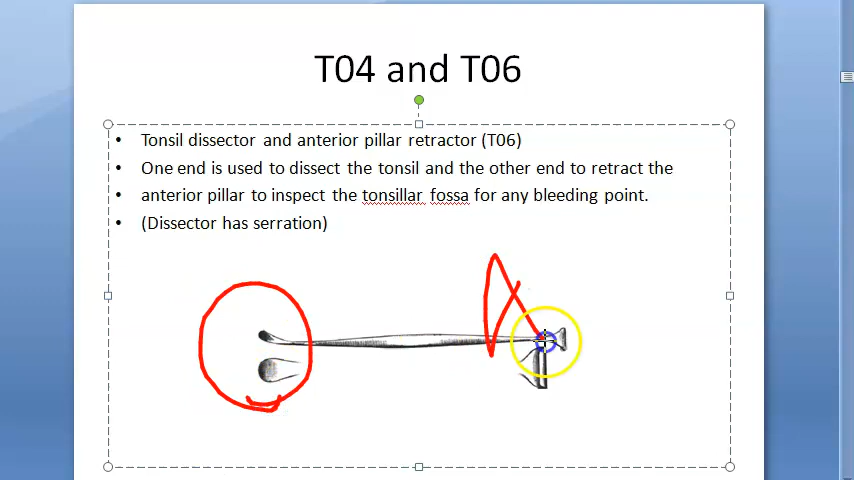 T04 and T06
• Tonsil dissector and anterior pillar retractor (T06)
• One end is used to dissect the tonsil and the other end to retract the
• anterior pillar to inspect the tonsillar fossa for any bleeding point.
• (Dissector has serration)